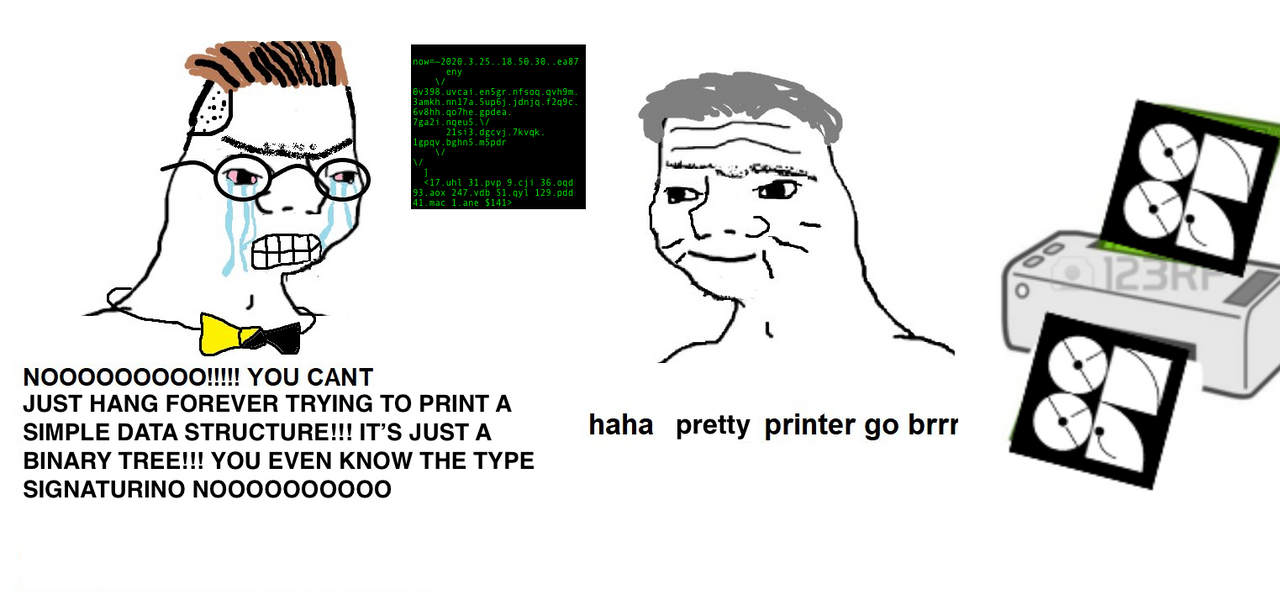 now=~2020.3.25..18.50.30..ea87
eny
\/
0v398.uvcai.en5gr.nfsoq.qvh9m.
3amkh.nn17a.5up6j.jdnjq.f2q9c.
6v8hh.qo7he.gpdea.
7ga2i.nqeu5.\/
21si3.dgcvj.7kvqk.
1gpqv.bghn5.m5pdr
\/
\/
]
<17.uhl 31.pvp 9.cji 36.oqd
93.aox 247.vdb 51.qyl 129.pdd
41.mac 1.ane $141>
NOOOOOOOOO!!!!! YOU CANT
JUST HANG FOREVER TRYING TO PRINT A
SIMPLE DATA STRUCTURE!!! IT’S JUST A
BINARY TREE!!! YOU EVEN KNOW THE TYPE
SIGNATURINO NOOOOOOOOOO
haha pretty printer go brrr
123RF